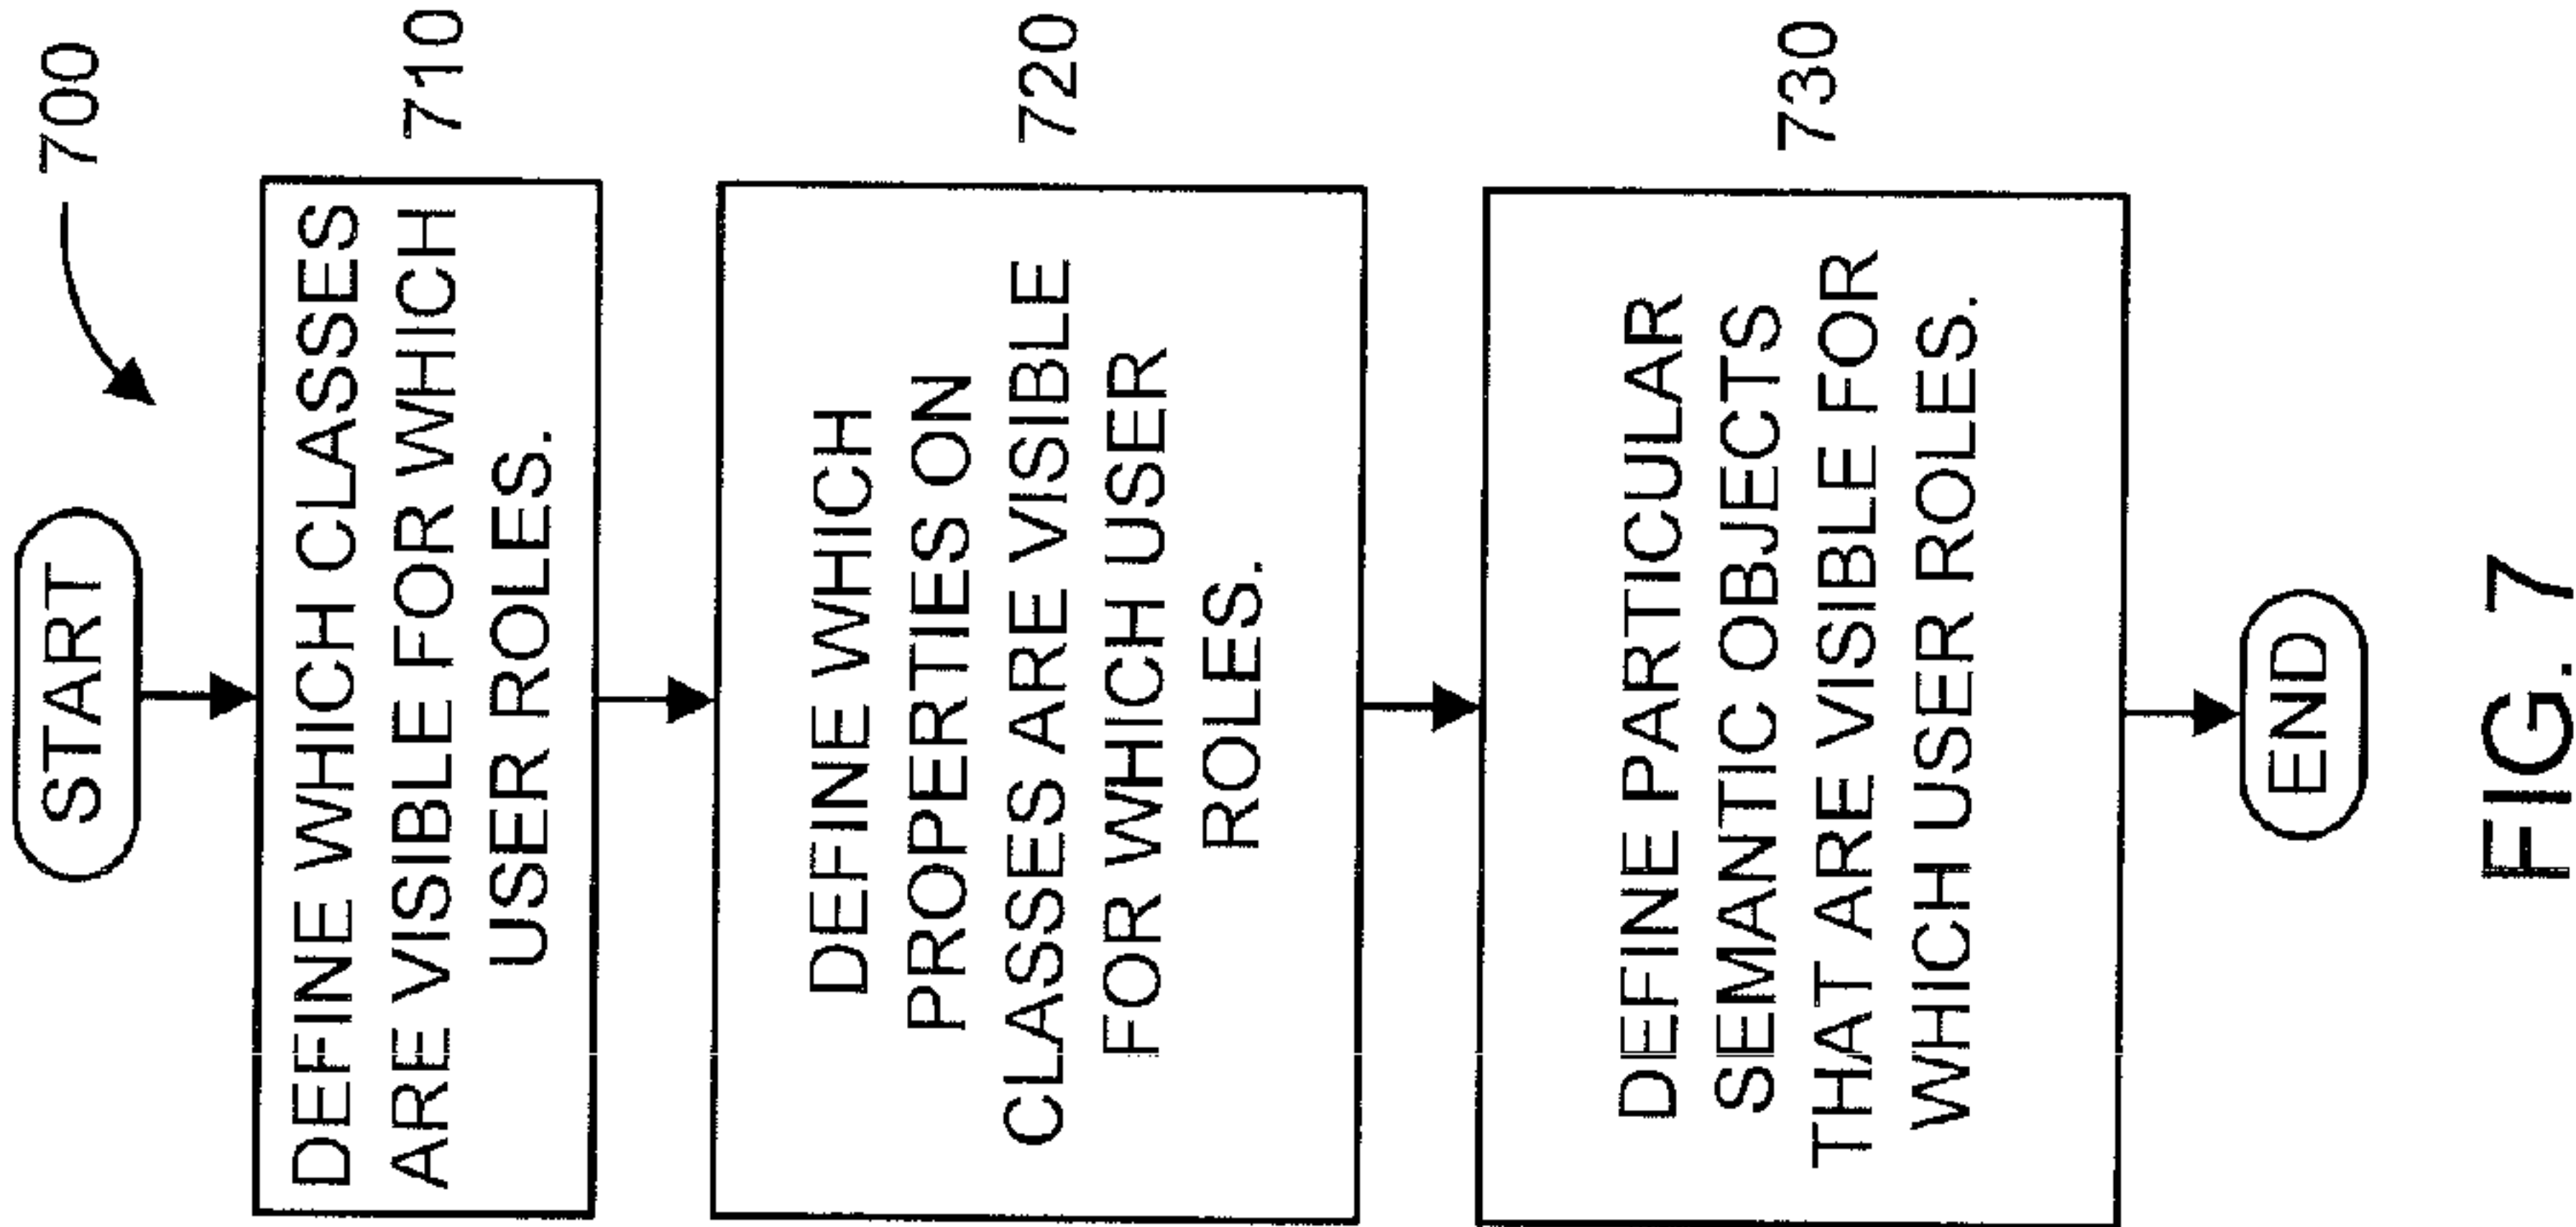 START
700
DEFINE WHICH CLASSES
ARE VISIBLE FOR WHICH
USER ROLES.
710
DEFINE WHICH
PROPERTIES ON
CLASSES ARE VISIBLE
FOR WHICH USER
ROLES.
720
DEFINE PARTICULAR
SEMANTIC OBJECTS
THAT ARE VISIBLE FOR
WHICH USER ROLES.
730
END
FIG. 7